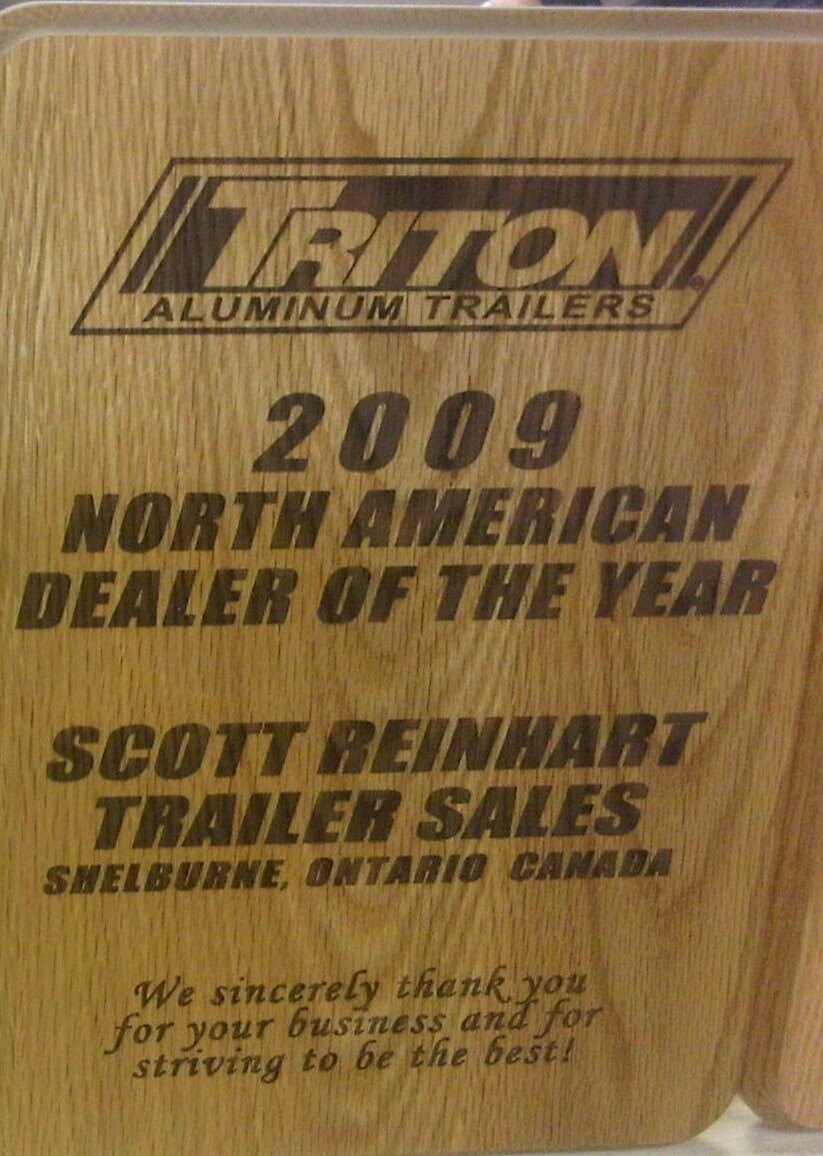 TRITON®
ALUMINUM TRAILERS
2009
NORTH AMERICAN
DEALER OF THE YEAR
SCOTT REINHART
TRAILER SALES
SHELBURNE, ONTARIO CANADA
We sincerely thank you
for your business and for
striving to be the best!